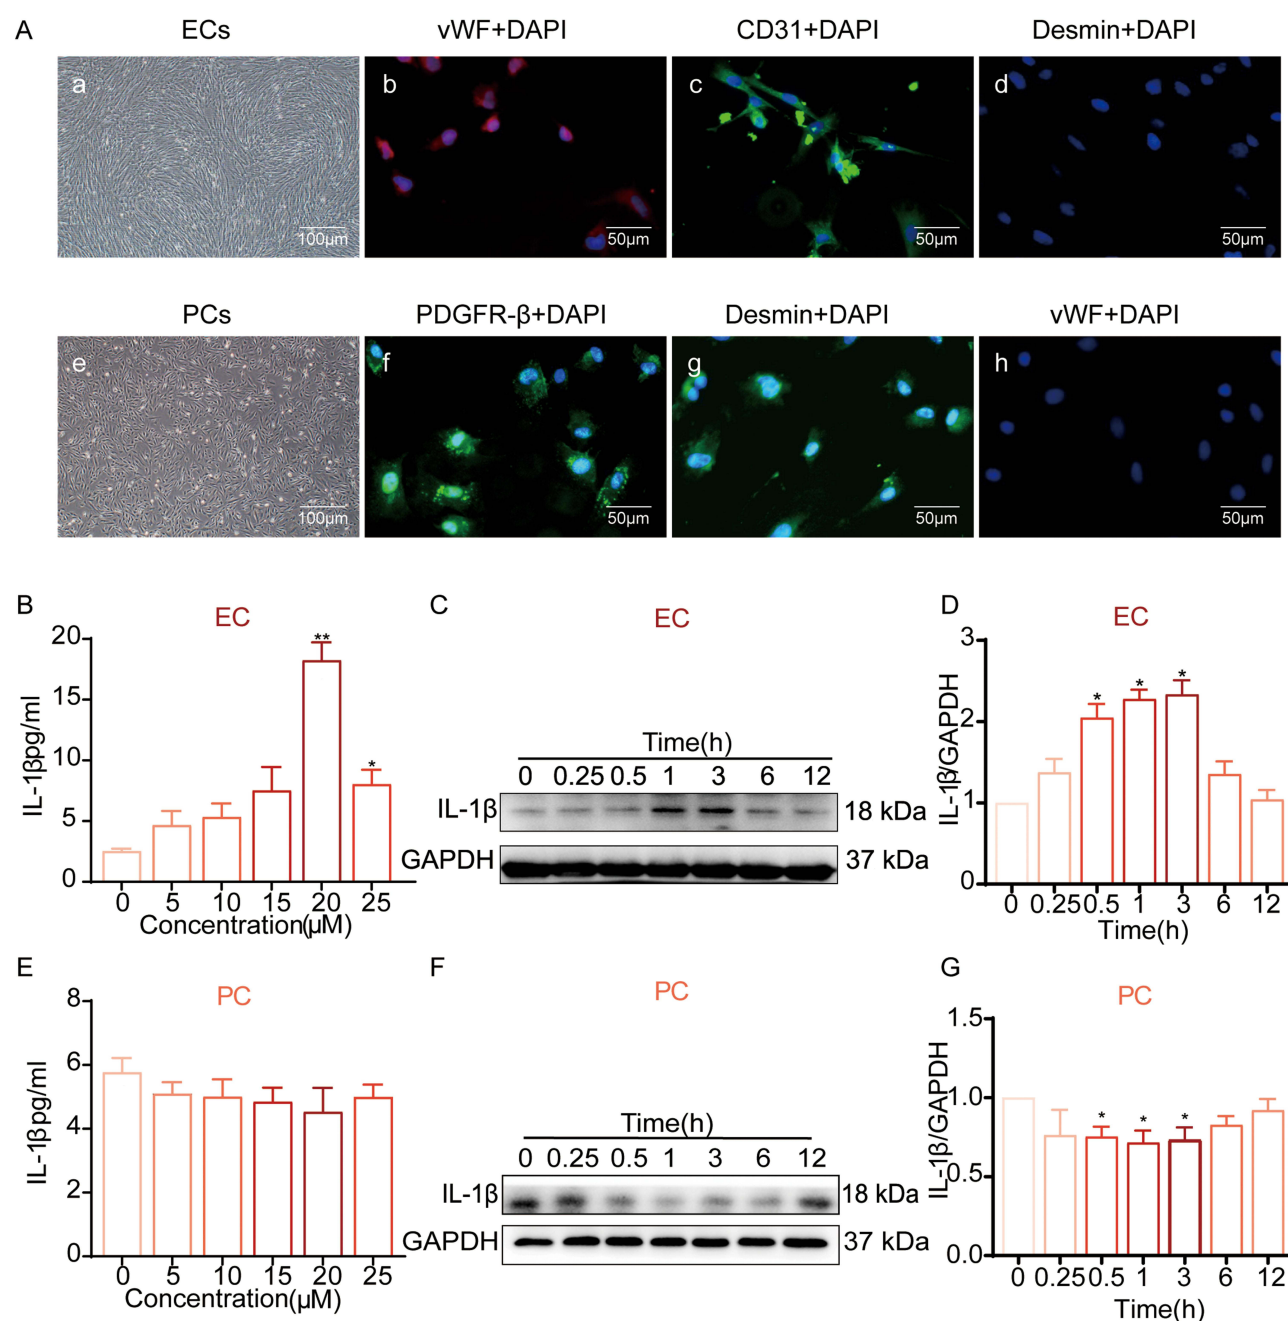 A
ECs vWF+DAPI CD31+DAPI Desmin+DAPI
a b c d
100µm 50µm 50µm 50µm
PCs PDGFR-β+DAPI Desmin+DAPI vWF+DAPI
e f g h
100µm 50µm 50µm 50µm
B
EC
IL-1βpg/ml
20
15
10
5
0
**
*
0 5 10 15 20 25
Concentration(µM)
C
EC
Time(h)
0 0.25 0.5 1 3 6 12
IL-1β 18 kDa
GAPDH 37 kDa
D
EC
IL-1β/GAPDH
3
2
1
0
* * *
0 0.25 0.5 1 3 6 12
Time(h)
E
PC
IL-1βpg/ml
8
6
4
2
0
0 5 10 15 20 25
Concentration(µM)
F
PC
Time(h)
0 0.25 0.5 1 3 6 12
IL-1β 18 kDa
GAPDH 37 kDa
G
PC
IL-1β/GAPDH
1.5
1.0
0.5
0.0
* * *
0 0.25 0.5 1 3 6 12
Time(h)